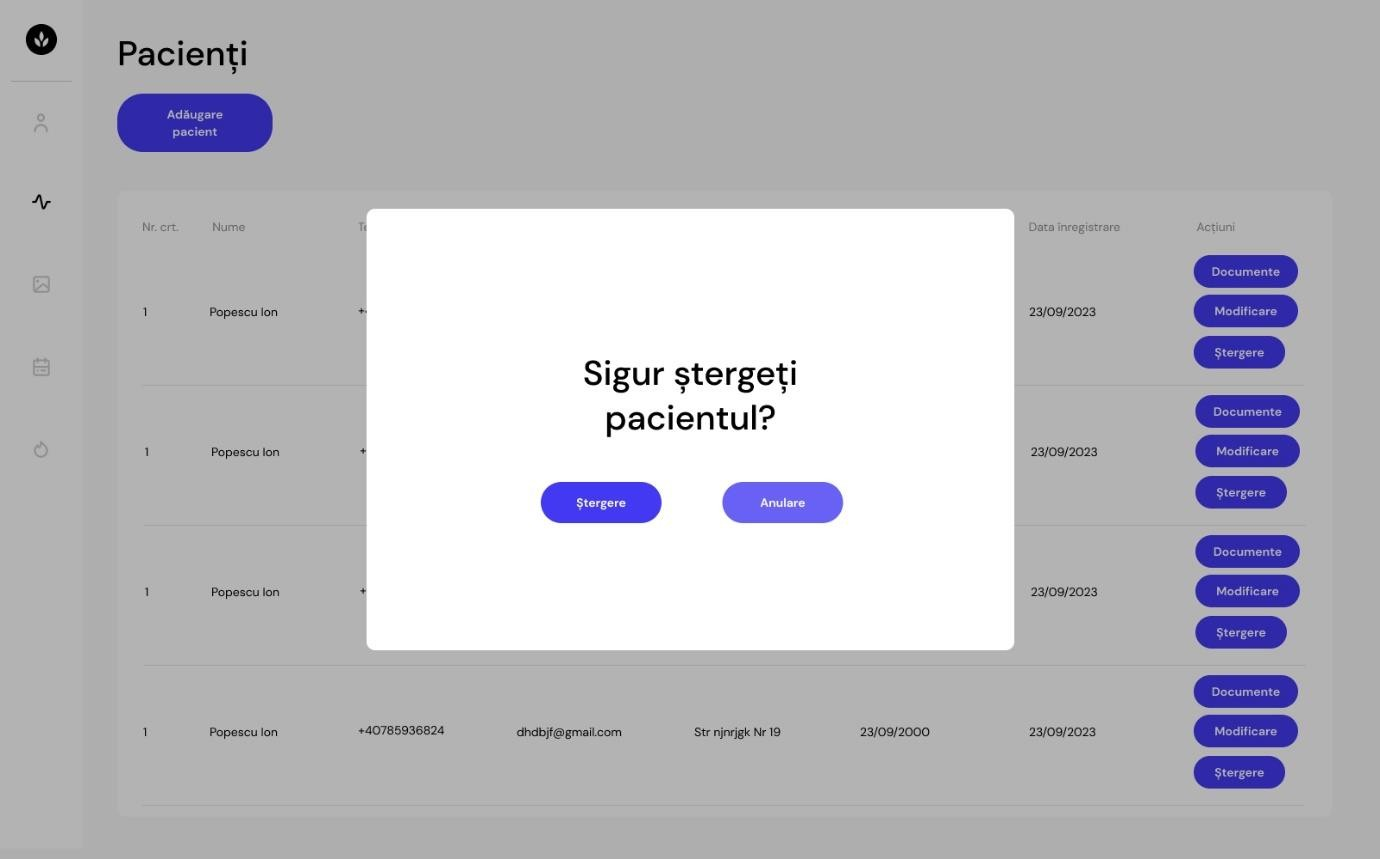 Pacienți
Adăugare
pacient
Nr. crt. Nume Data înregistrare Acțiuni
Documente
1 Popescu Ion 23/09/2023 Modificare
Ștergere
Sigur ștergeți
pacientul?
Ștergere Anulare
Documente
1 Popescu Ion 23/09/2023 Modificare
Ștergere
Documente
1 Popescu Ion 23/09/2023 Modificare
Ștergere
Documente
1 Popescu Ion +40785936824 dhdbjf@gmail.com Str njnrjgk Nr 19 23/09/2000 23/09/2023 Modificare
Ștergere